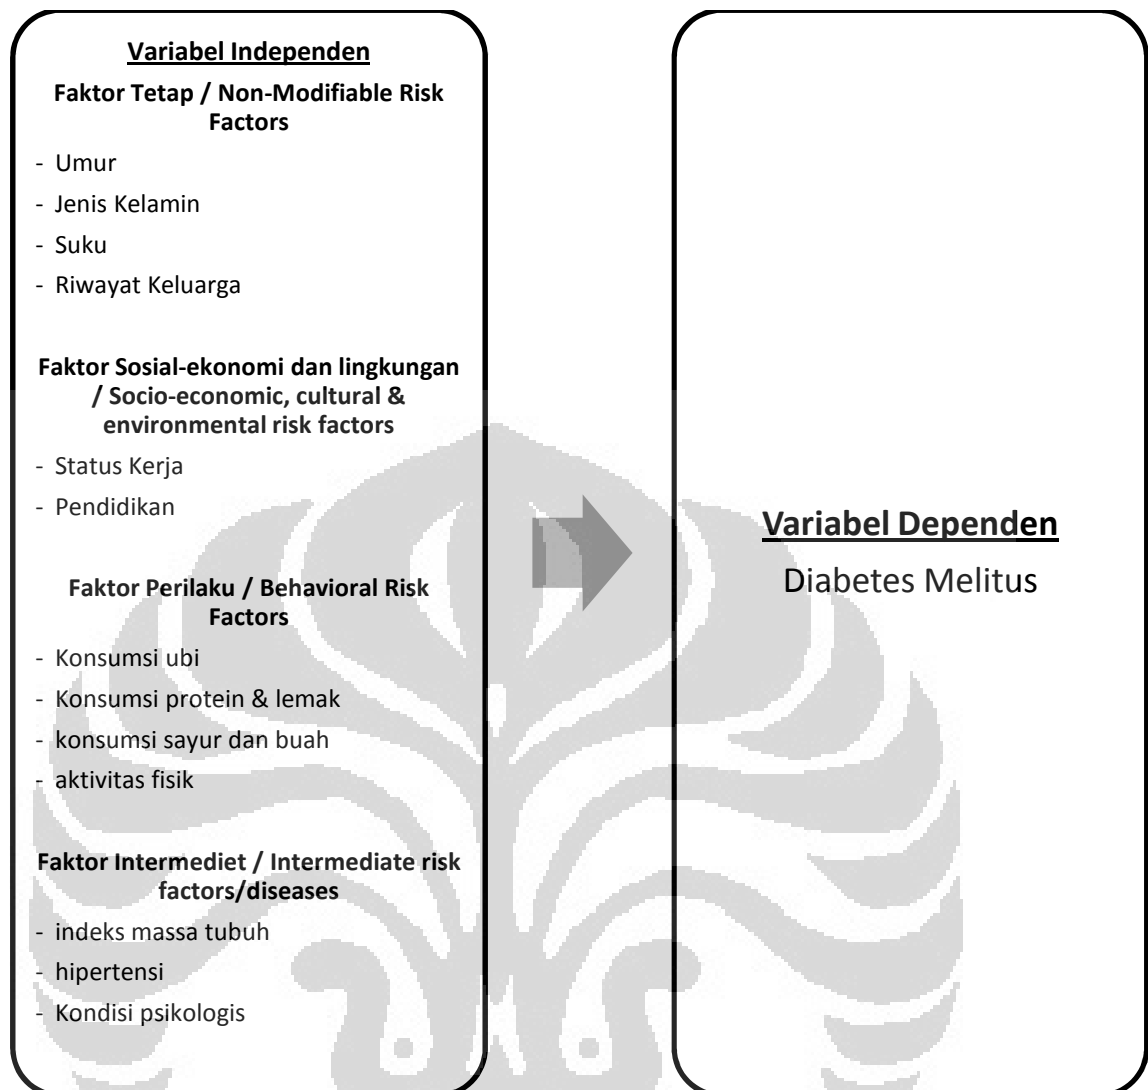 Variabel Independen
Faktor Tetap / Non-Modifiable Risk
Factors
- Umur
- Jenis Kelamin
- Suku
- Riwayat Keluarga
Faktor Sosial-ekonomi dan lingkungan
/ Socio-economic, cultural &
environmental risk factors
- Status Kerja
- Pendidikan
Faktor Perilaku / Behavioral Risk
Factors
- Konsumsi ubi
- Konsumsi protein & lemak
- konsumsi sayur dan buah
- aktivitas fisik
Faktor Intermediet / Intermediate risk
factors/diseases
- indeks massa tubuh
- hipertensi
- Kondisi psikologis
Variabel Dependen
Diabetes Melitus